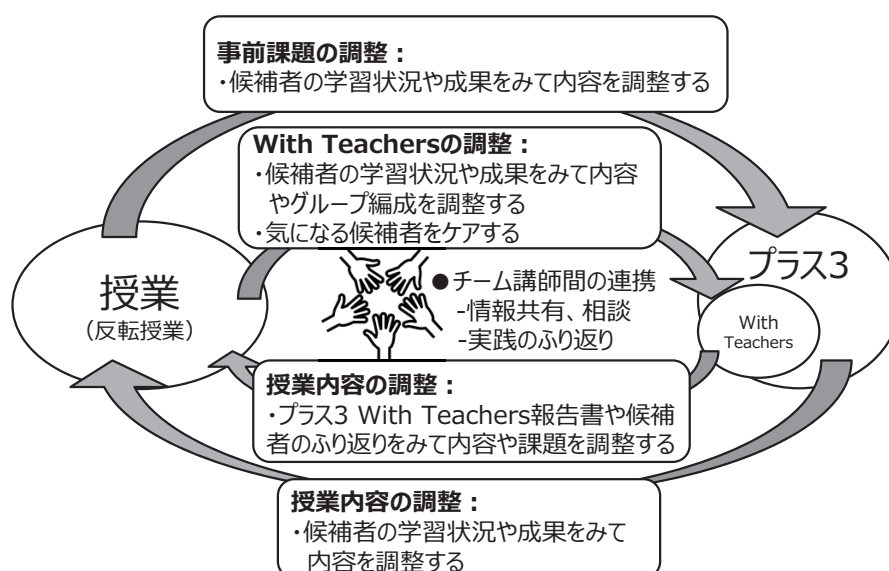 事前課題の調整：
・候補者の学習状況や成果をみて内容を調整する
With Teachersの調整：
・候補者の学習状況や成果をみて内容
やグループ編成を調整する
・気になる候補者をケアする
授業
（反転授業）
●チーム講師間の連携
-情報共有、相談
-実践のふり返り
プラス3
With
Teachers
授業内容の調整：
・プラス3 With Teachers報告書や候補
者のふり返りをみて内容や課題を調整する
授業内容の調整：
・候補者の学習状況や成果をみて
内容を調整する